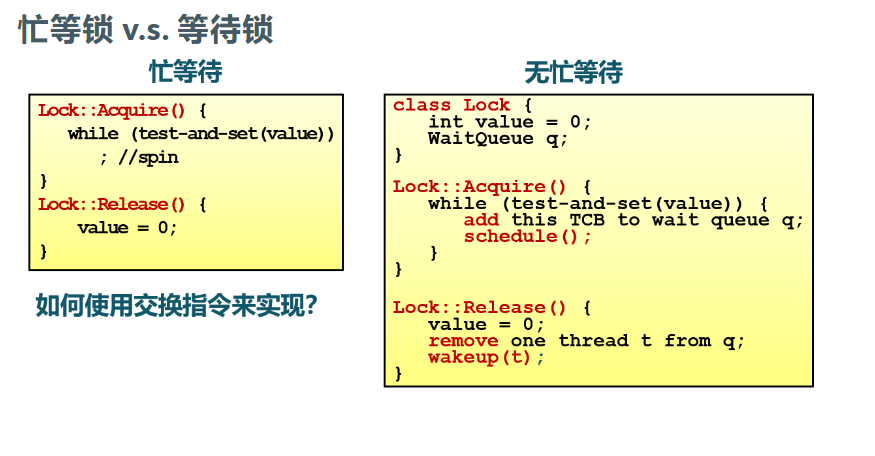 忙等锁 v.s. 等待锁
忙等待
Lock::Acquire() {
while (test-and-set(value))
; //spin
}
Lock::Release() {
value = 0;
}
如何使用交换指令来实现？
无忙等待
class Lock {
int value = 0;
WaitQueue q;
}
Lock::Acquire() {
while (test-and-set(value)) {
add this TCB to wait queue q;
schedule();
}
}
Lock::Release() {
value = 0;
remove one thread t from q;
wakeup(t);
}